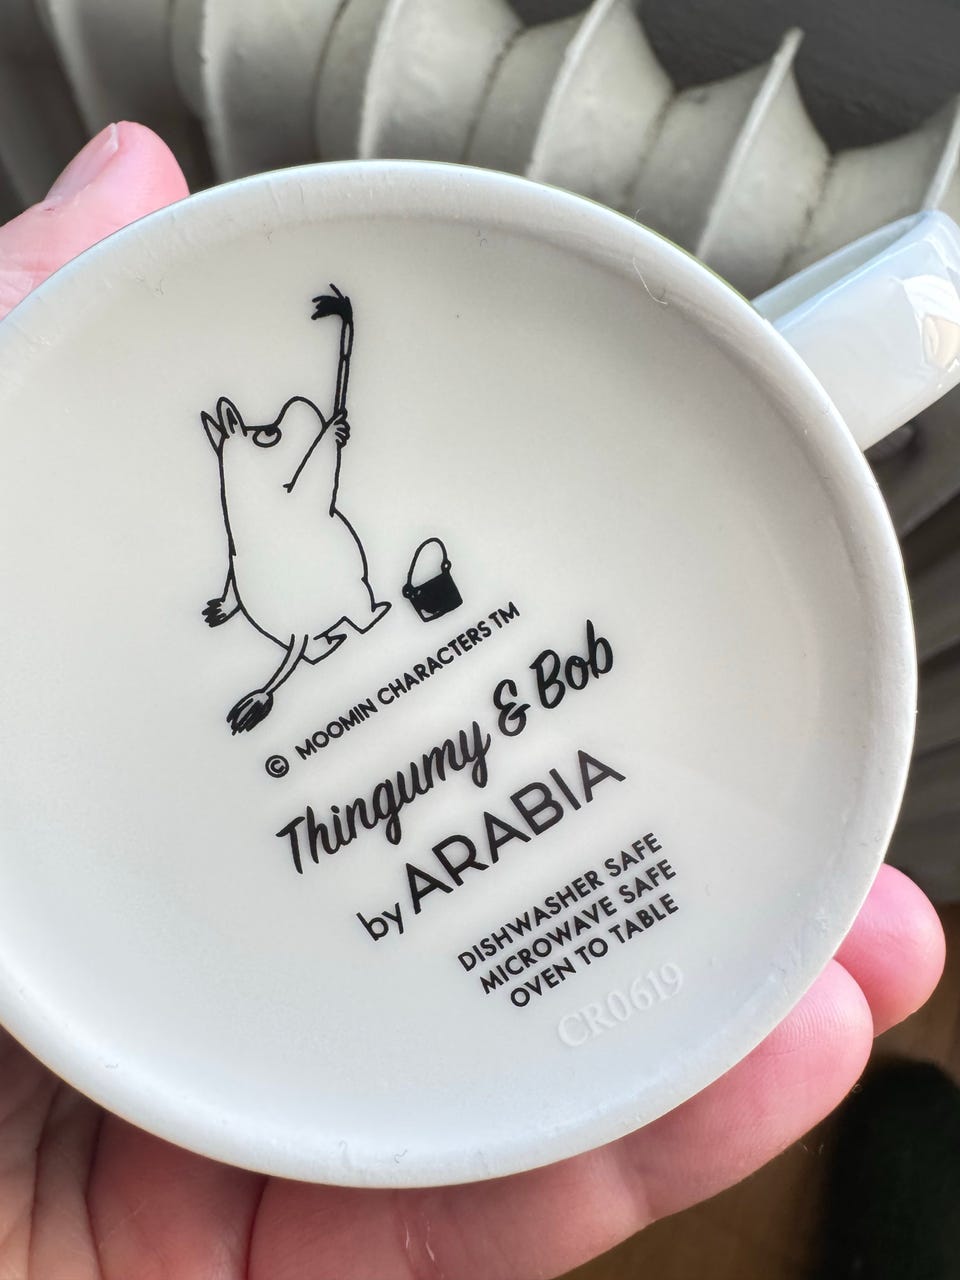 © MOOMIN CHARACTERS TM
Thingumy & Bob
by ARABIA
DISHWASHER SAFE
MICROWAVE SAFE
OVEN TO TABLE
CR0619